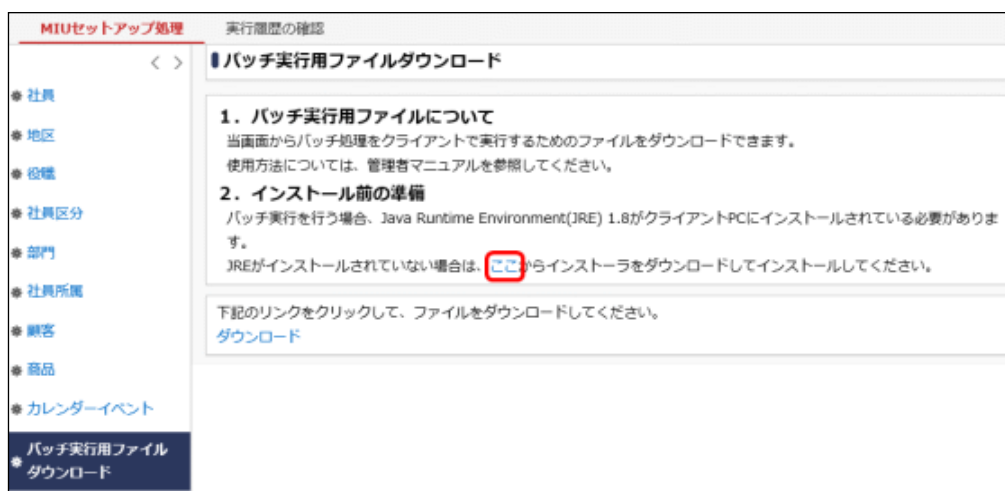 MIUセットアップ処理
実行履歴の確認
バッチ実行用ファイルダウンロード
社員
地区
役職
社員区分
部門
社員所属
顧客
商品
カレンダーイベント
バッチ実行用ファイル
ダウンロード
1. バッチ実行用ファイルについて
当画面からバッチ処理をクライアントで実行するためのファイルをダウンロードできます。
使用方法については、管理者マニュアルを参照してください。
2. インストール前の準備
バッチ実行を行う場合、Java Runtime Environment(JRE) 1.8がクライアントPCにインストールされている必要がありま
す。
JREがインストールされていない場合は、ここからインストーラをダウンロードしてインストールしてください。
下記のリンクをクリックして、ファイルをダウンロードしてください。
ダウンロード